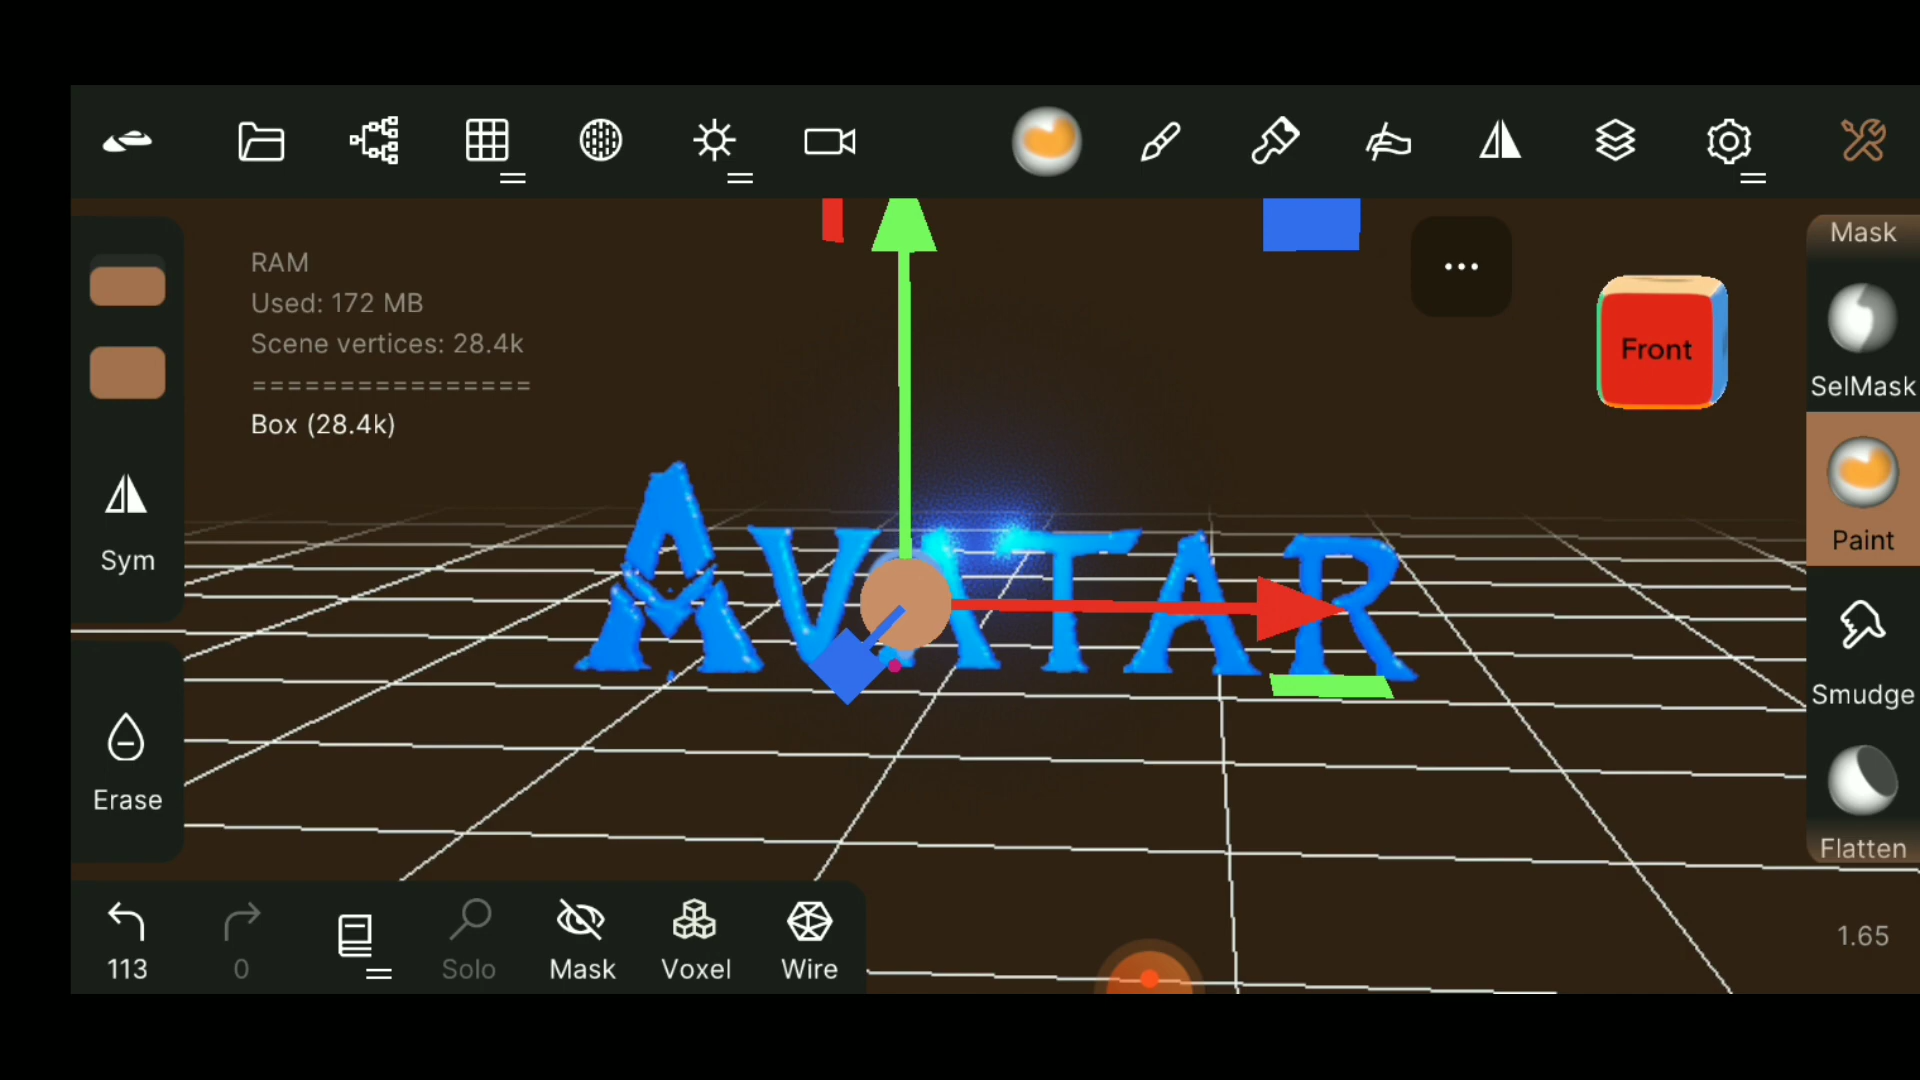 RAM
Used: 172 MB
Scene vertices: 28.4k
================
Box (28.4k)
Front
AVATAR
Sym
Erase
Mask
SelMask
Paint
Smudge
Flatten
1.65
113
0
Solo
Mask
Voxel
Wire